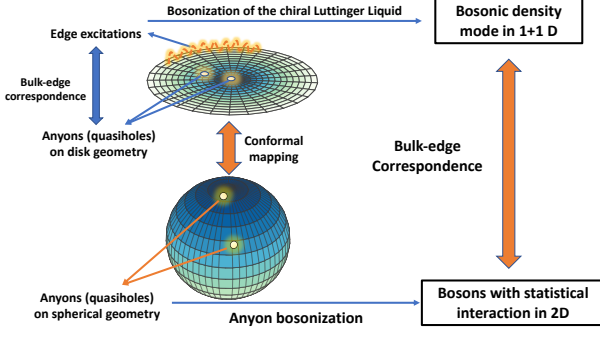 Bosonization of the chiral Luttinger Liquid
Bosonic density
mode in 1+1 D
Edge excitations
Bulk-edge
correspondence
Anyons (quasiholes)
on disk geometry
Conformal
mapping
Bulk-edge
Correspondence
Anyons (quasiholes)
on spherical geometry
Anyon bosonization
Bosons with statistical
interaction in 2D